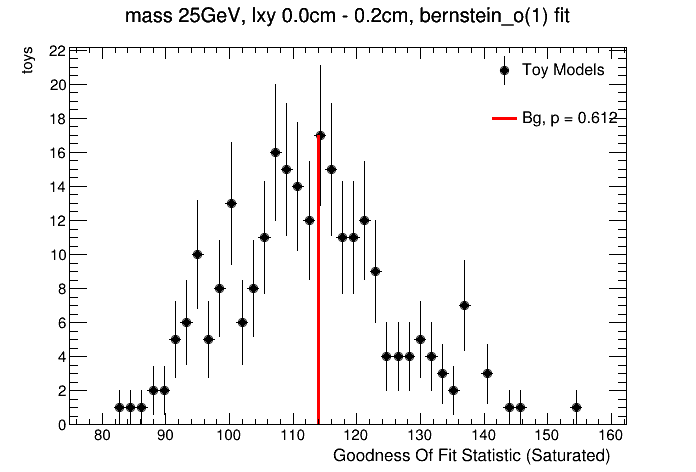 mass 25GeV, lxy 0.0cm - 0.2cm, bernstein_o(1) fit
toys
22
20
18
16
14
12
10
8
6
4
2
0
Toy Models
Bg, p = 0.612
80 90 100 110 120 130 140 150 160
Goodness Of Fit Statistic (Saturated)